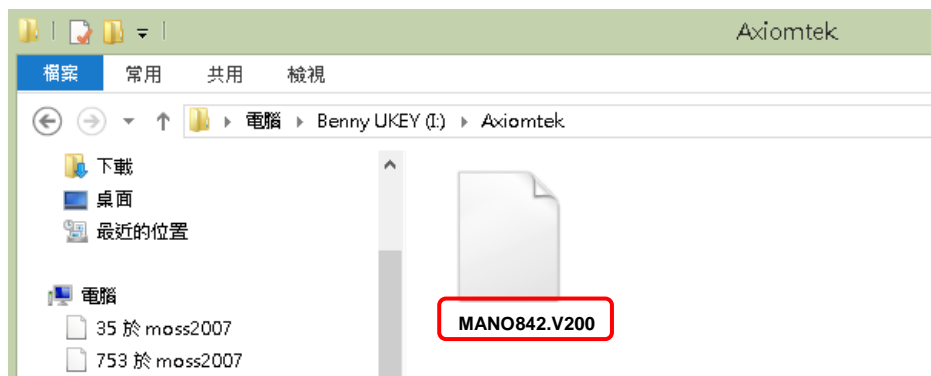 Axiomtek
檔案 常用 共用 檢視
電腦 Benny UKEY (I:) Axiomtek
下載
桌面
最近的位置
電腦
35 於 moss2007
753 於 moss2007
MANO842.V200